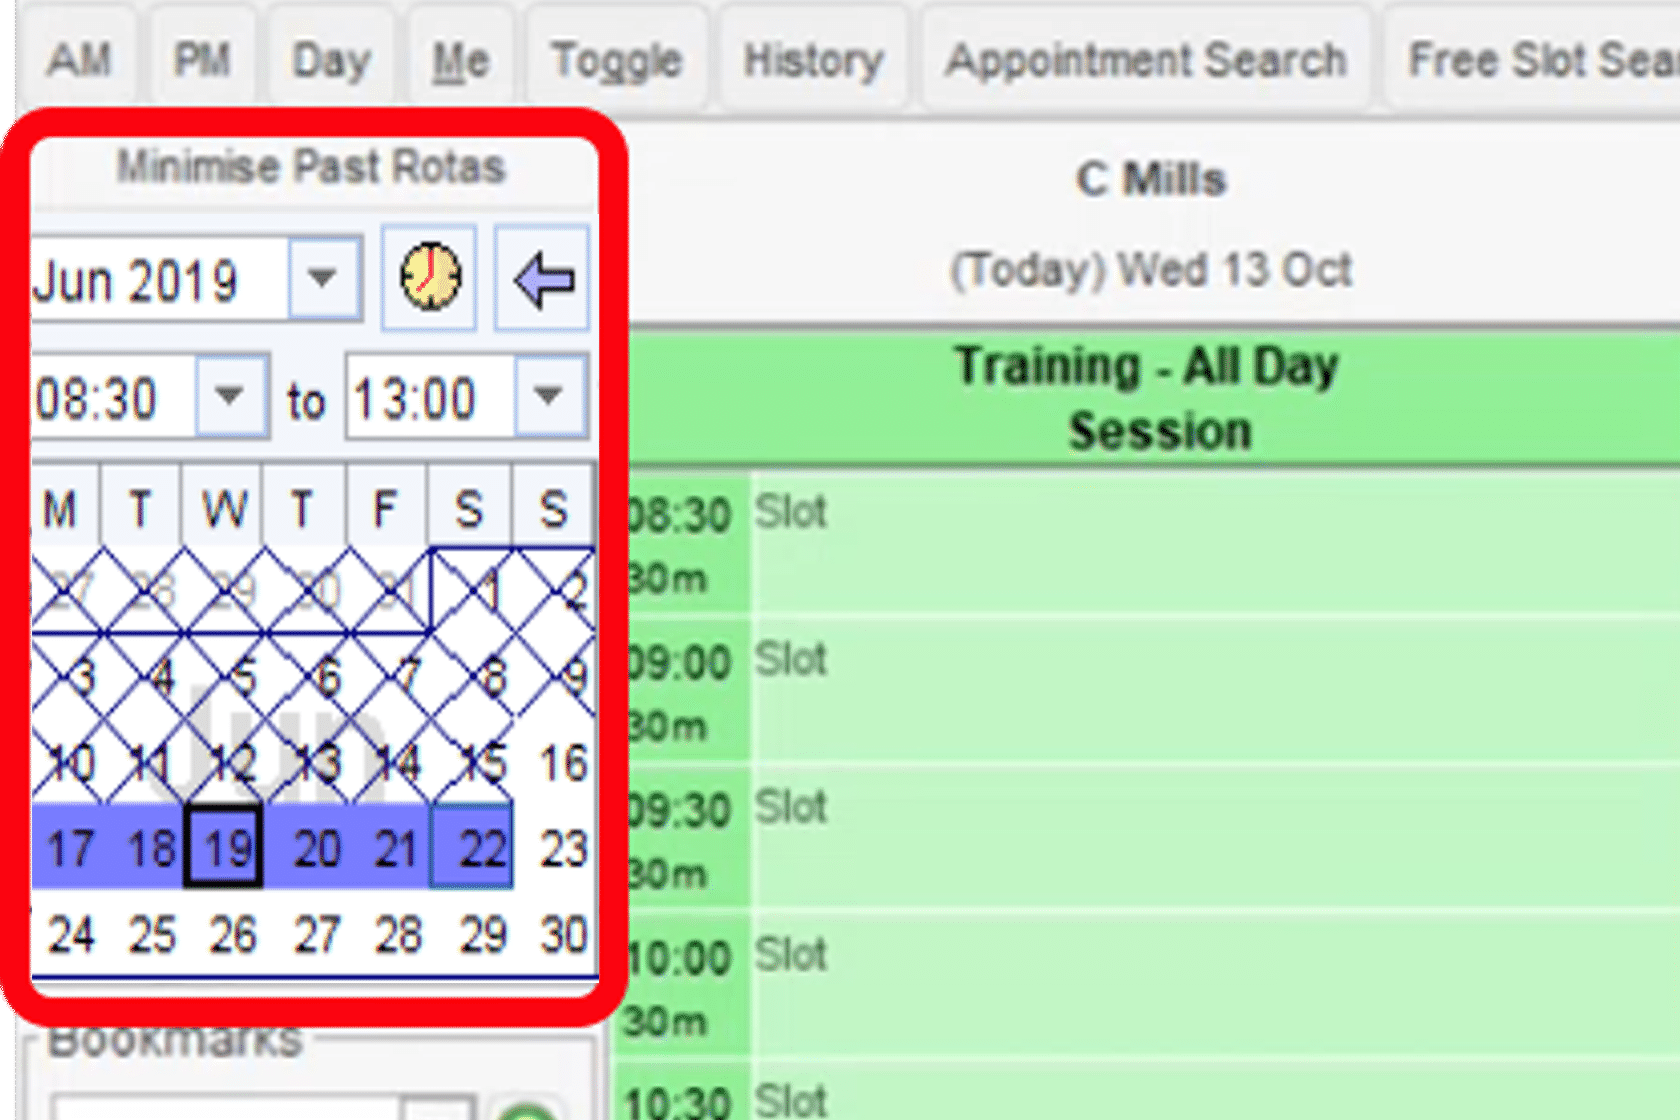 AM PM Day Me Toggle History Appointment Search Free Slot Sear
Minimise Past Rotas
Jun 2019
08:30 to 13:00
M T W T F S S
27 28 29 30 31 1 2
3 4 5 6 7 8 9
10 11 12 13 14 15 16
17 18 19 20 21 22 23
24 25 26 27 28 29 30
Jun
Bookmarks
C Mills
(Today) Wed 13 Oct
Training - All Day
Session
08:30 Slot
30m
09:00 Slot
30m
09:30 Slot
30m
10:00 Slot
30m
10:30 Slot